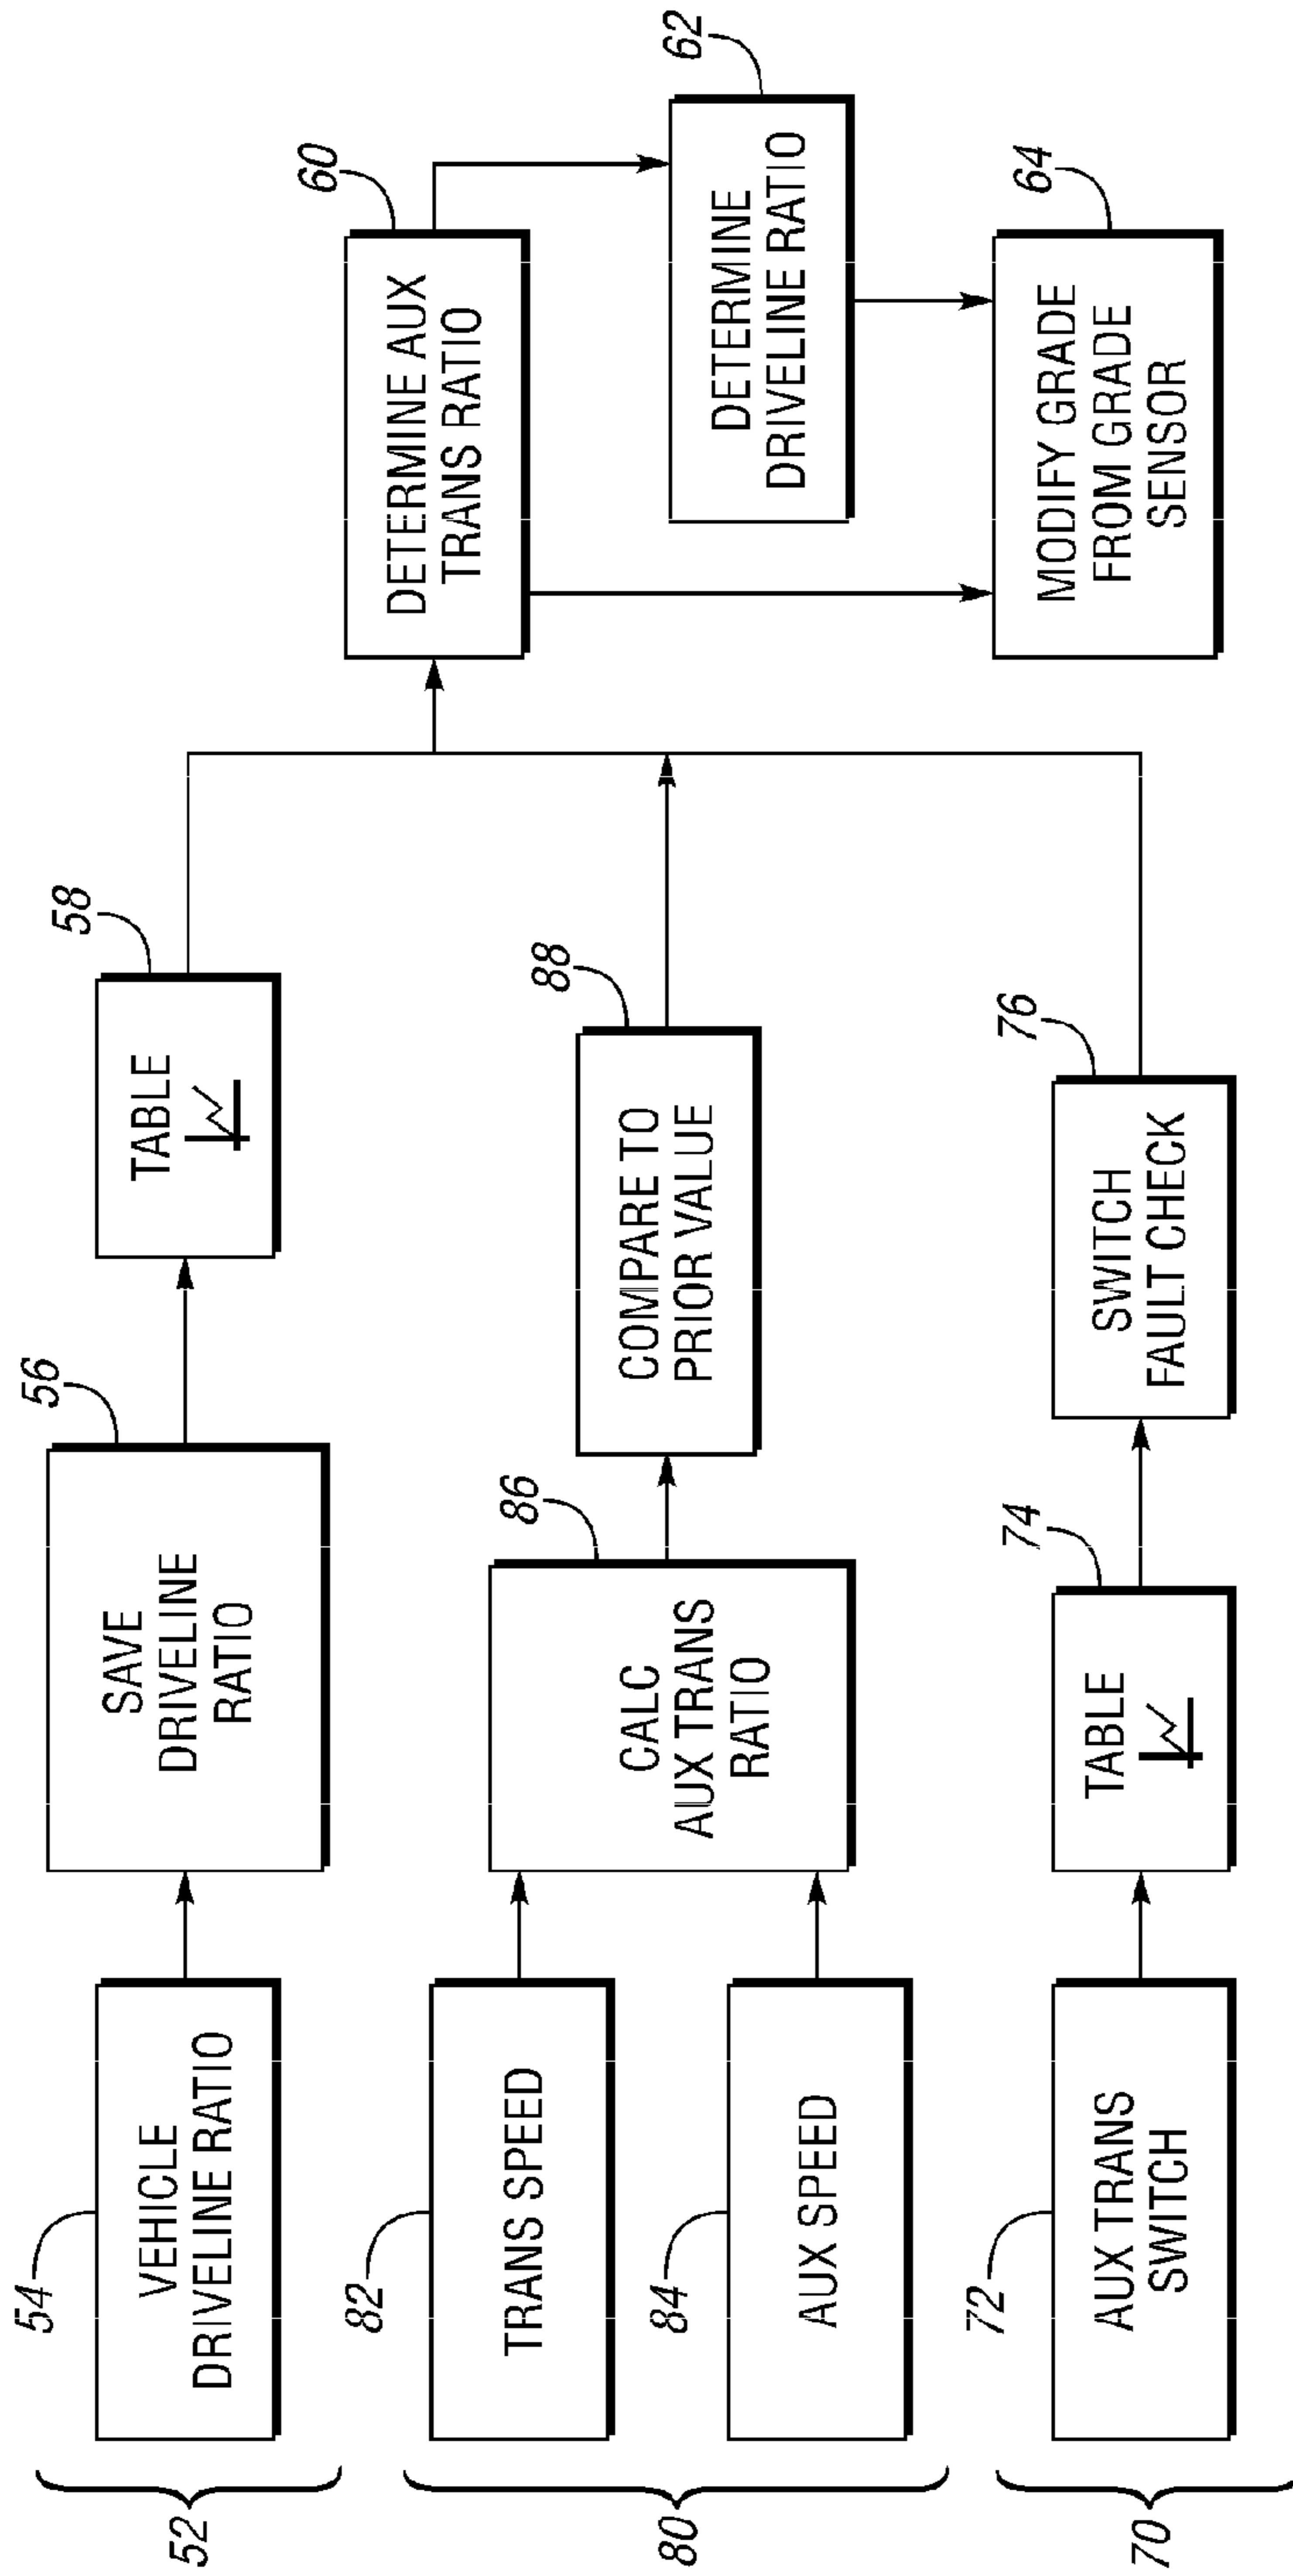 52
54
VEHICLE
DRIVELINE RATIO
56
SAVE
DRIVELINE
RATIO
58
TABLE
80
82
TRANS SPEED
84
AUX SPEED
86
CALC
AUX TRANS
RATIO
88
COMPARE TO
PRIOR VALUE
70
72
AUX TRANS
SWITCH
74
TABLE
76
SWITCH
FAULT CHECK
60
DETERMINE AUX
TRANS RATIO
62
DETERMINE
DRIVELINE RATIO
64
MODIFY GRADE
FROM GRADE
SENSOR